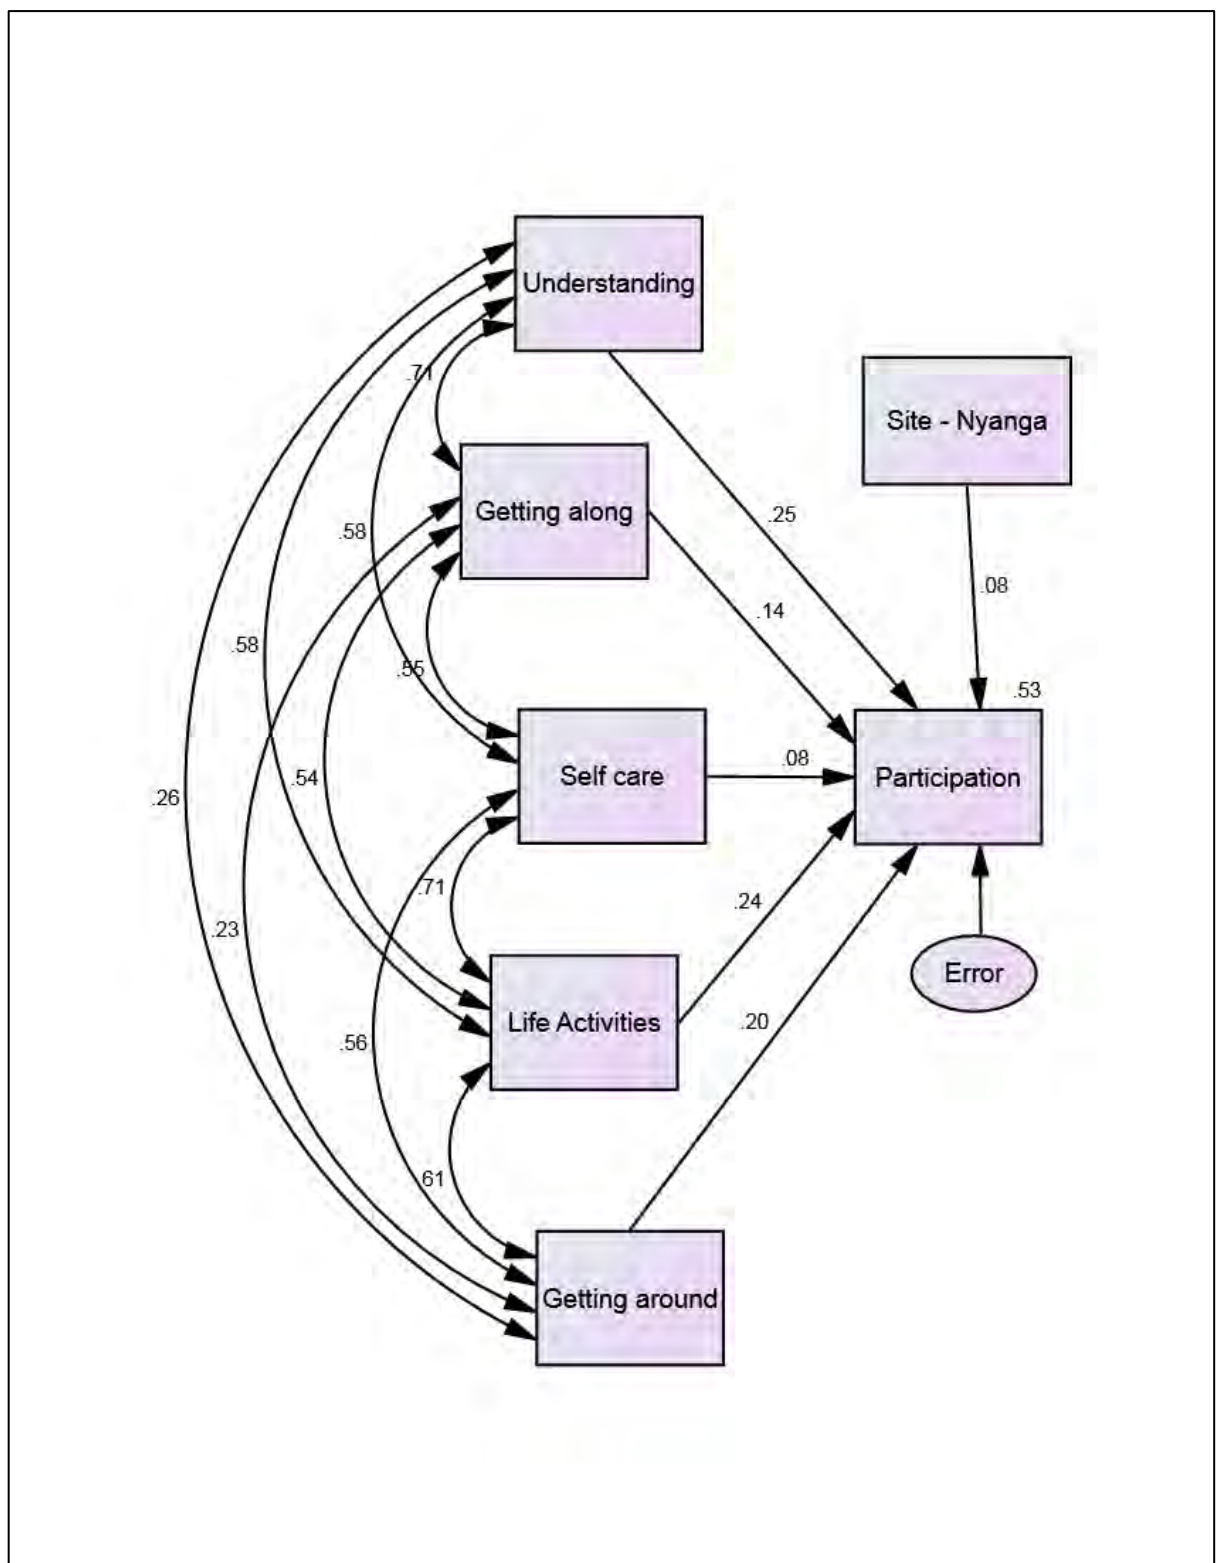 Understanding
.71
Site - Nyanga
Getting along
.25
.58
.14
.08
.58
.55
.53
.54
Self care
.08
Participation
.26
.71
.24
.23
Error
Life Activities
.20
.56
61
Getting around